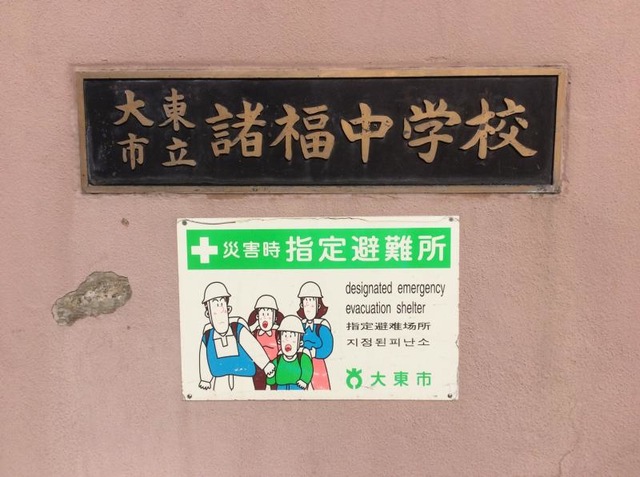 大東市立 諸福中学校
災害時指定避難所
designated emergency
evacuation shelter
指定避难场所
지정된피난소
大東市